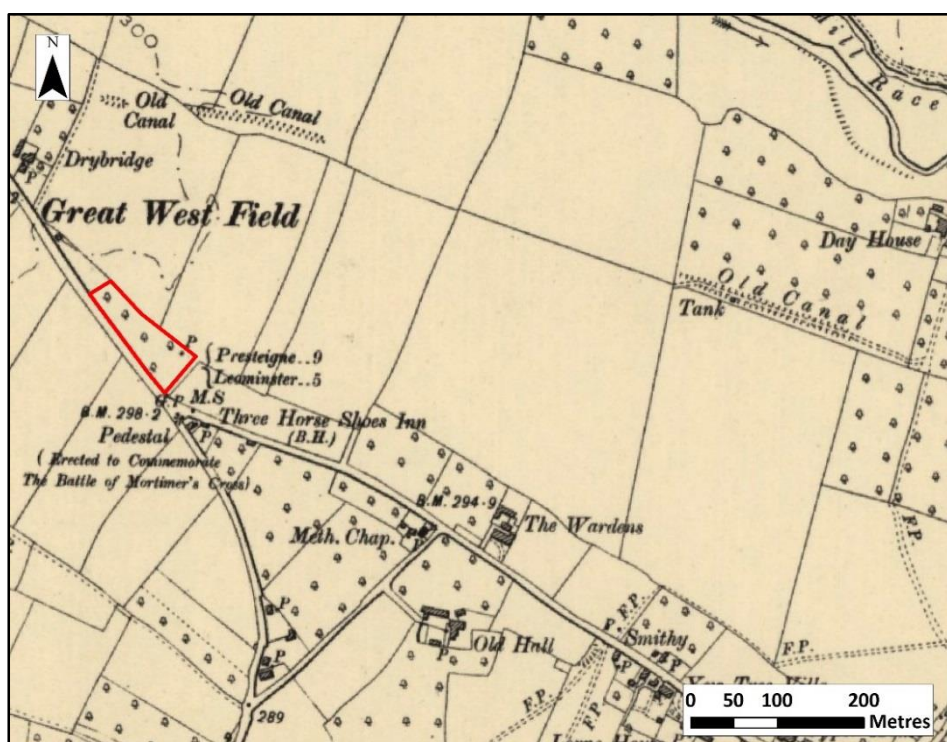 300
N
Mill Race
Old Canal
Old
Canal
Drybridge
P
Great West Field
Day House
Old Canal
Tank
P
Presteigne..9
Leominster..5
G.P
M.S
B.M. 298·2
Three Horse Shoes Inn
(B.H.)
P
Pedestal
(Erected to Commemorate
The Battle of Mortimer's Cross)
B.M. 294·9
The Wardens
Meth. Chap.
P
F.P.
P
P
Old Hall
P
F.P.
P
Smithy
F.P.
P
F.P.
F.P.
289
0 50 100 200
Metres